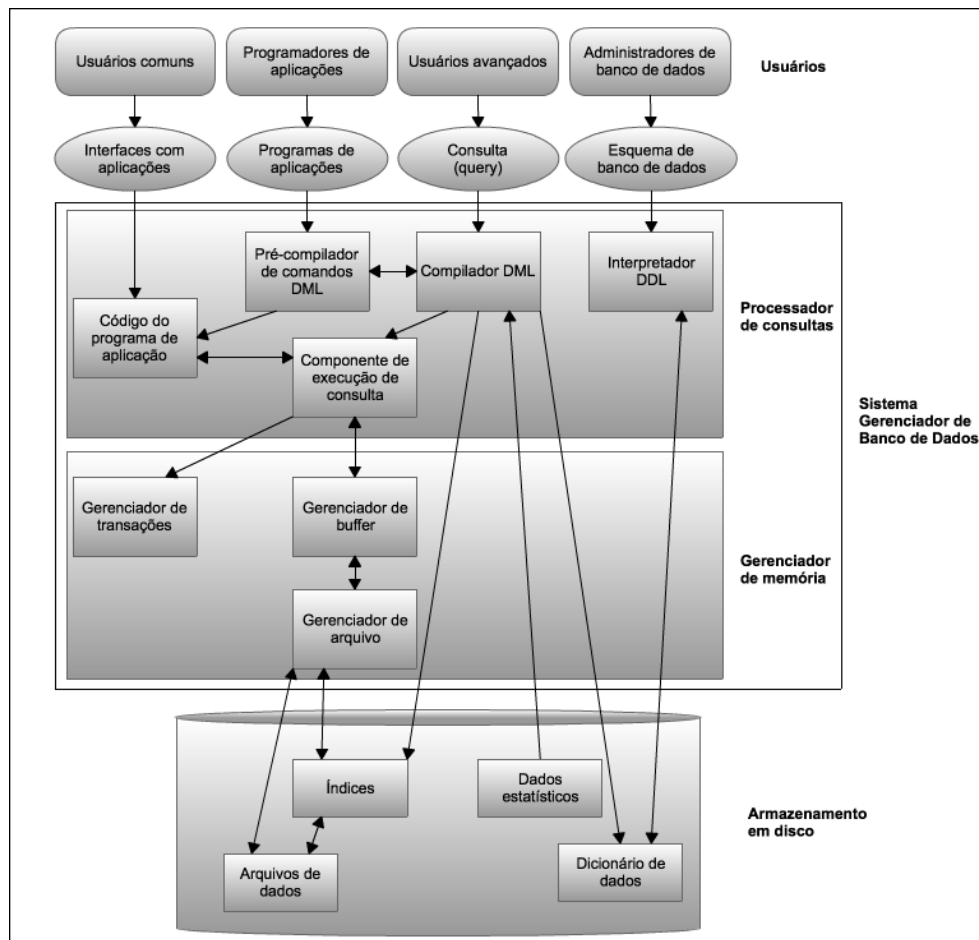 Usuários comuns
Programadores de
aplicações
Usuários avançados
Administradores de
banco de dados
Usuários
Interfaces com
aplicações
Programas de
aplicações
Consulta
(query)
Esquema de
banco de dados
Pré-compilador
de comandos
DML
Compilador DML
Interpretador
DDL
Código do
programa de
aplicação
Componente de
execução de
consulta
Processador
de consultas
Sistema
Gerenciador de
Banco de Dados
Gerenciador de
transações
Gerenciador de
buffer
Gerenciador de
arquivo
Gerenciador
de memória
Índices
Dados
estatísticos
Arquivos de
dados
Dicionário de
dados
Armazenamento
em disco